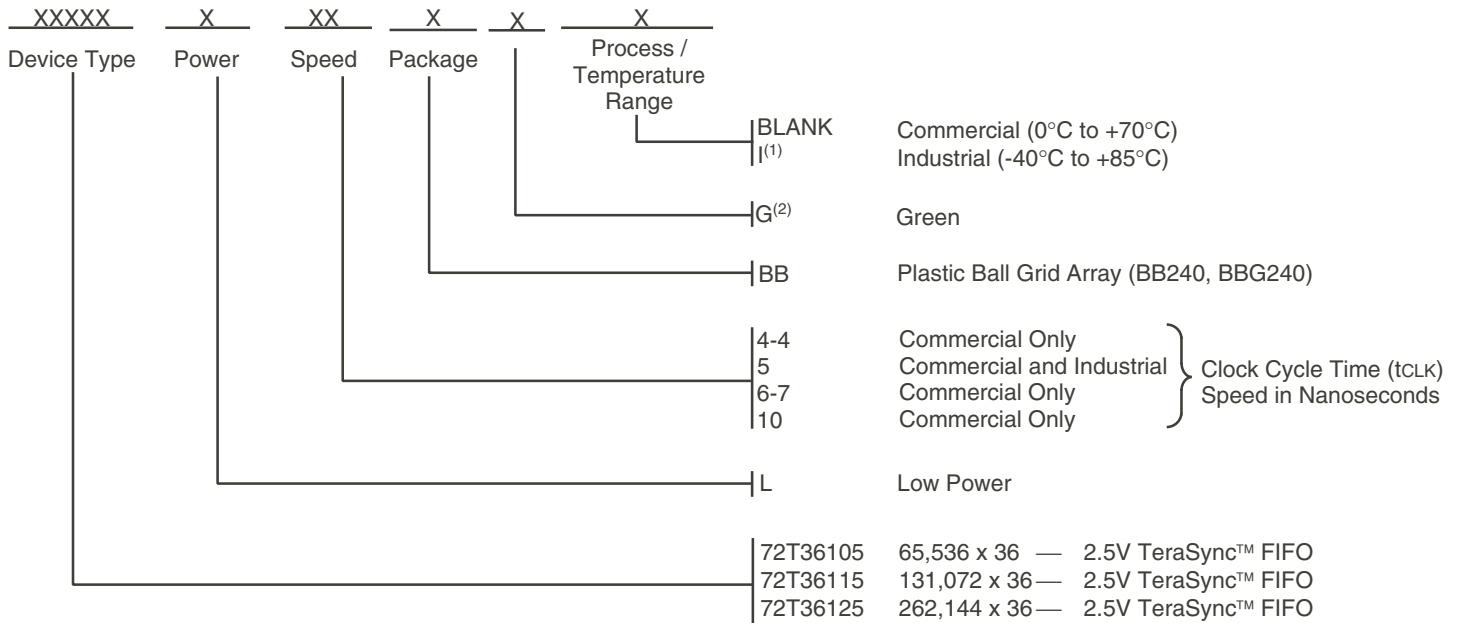 XXXXX X XX X X X
Device Type Power Speed Package Process /
Temperature
Range
BLANK Commercial (0°C to +70°C)
I(1) Industrial (-40°C to +85°C)
G(2) Green
BB Plastic Ball Grid Array (BB240, BBG240)
4-4 Commercial Only
5 Commercial and Industrial Clock Cycle Time (tCLK)
6-7 Commercial Only Speed in Nanoseconds
10 Commercial Only
L Low Power
72T36105 65,536 x 36 — 2.5V TeraSync™ FIFO
72T36115 131,072 x 36 — 2.5V TeraSync™ FIFO
72T36125 262,144 x 36 — 2.5V TeraSync™ FIFO